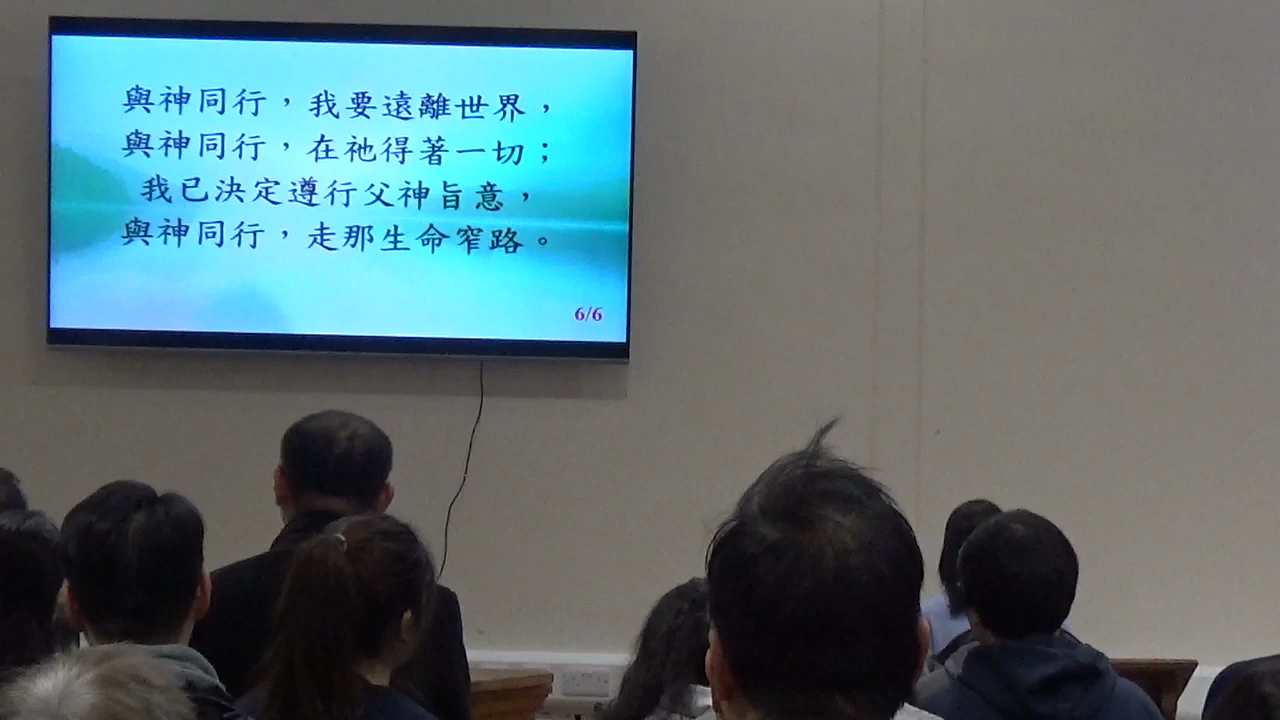 與神同行，我要遠離世界，
與神同行，在祂得著一切；
我已決定遵行父神旨意，
與神同行，走那生命窄路。
6/6